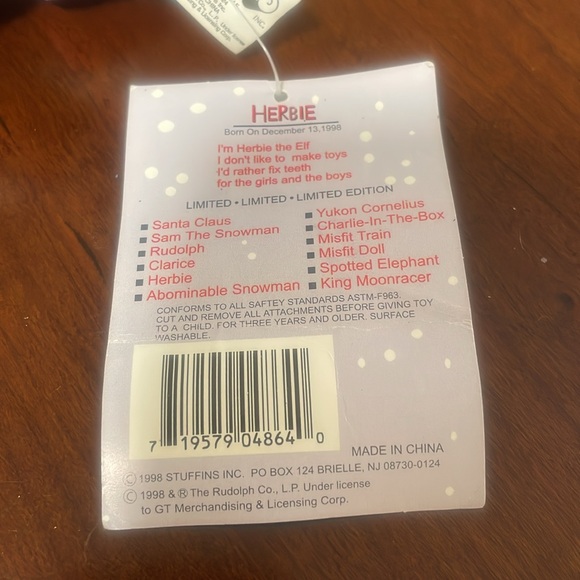 INC.
L.P. Under license
& Licensing Corp.
HERBIE
Born On December 13,1998
I'm Herbie the Elf
I don't like to make toys
I'd rather fix teeth
for the girls and the boys
LIMITED • LIMITED • LIMITED EDITION
Santa Claus
Sam The Snowman
Rudolph
Clarice
Herbie
Abominable Snowman
Yukon Cornelius
Charlie-In-The-Box
Misfit Train
Misfit Doll
Spotted Elephant
King Moonracer
CONFORMS TO ALL SAFTEY STANDARDS ASTM-F963.
CUT AND REMOVE ALL ATTACHMENTS BEFORE GIVING TOY
TO A CHILD. FOR THREE YEARS AND OLDER. SURFACE
WASHABLE.
7 19579 04864 0
MADE IN CHINA
©1998 STUFFINS INC. PO BOX 124 BRIELLE, NJ 08730-0124
© 1998 & ® The Rudolph Co., L.P. Under license
to GT Merchandising & Licensing Corp.